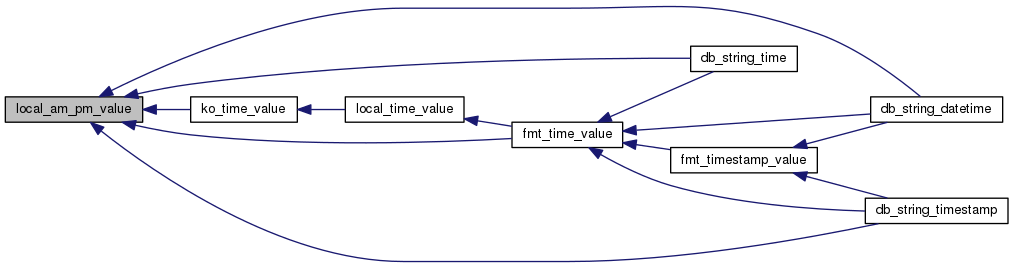 local_am_pm_value
ko_time_value
local_time_value
fmt_time_value
db_string_time
fmt_timestamp_value
db_string_datetime
db_string_timestamp